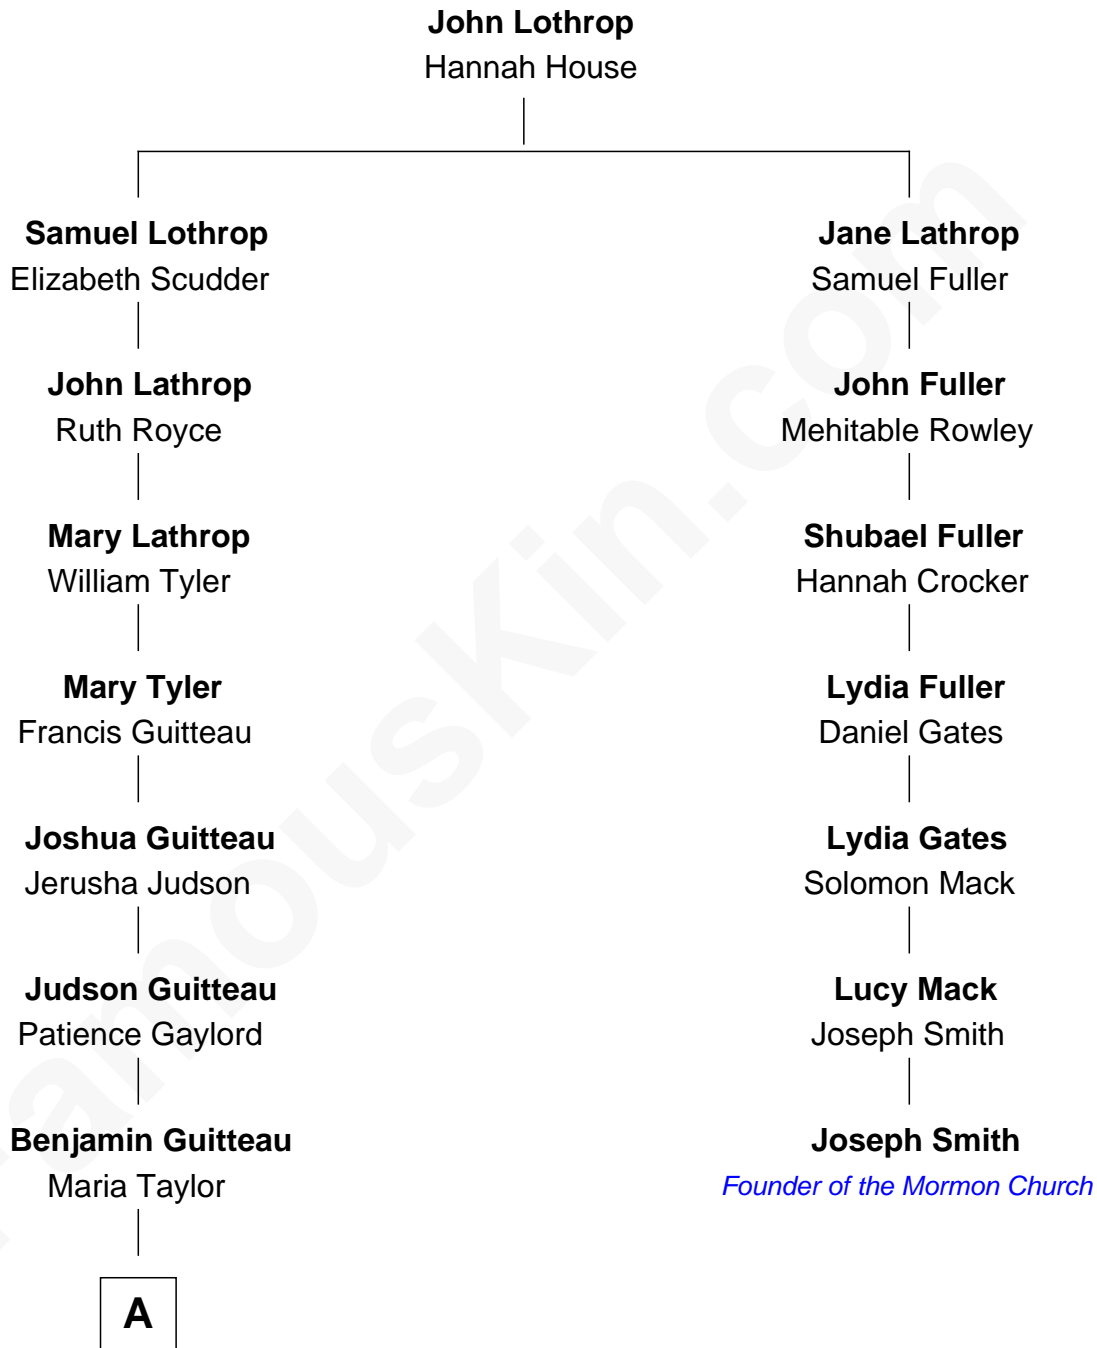 John Lothrop
Hannah House
Samuel Lothrop
Elizabeth Scudder
Jane Lathrop
Samuel Fuller
John Lathrop
Ruth Royce
John Fuller
Mehitable Rowley
Mary Lathrop
William Tyler
Shubael Fuller
Hannah Crocker
Mary Tyler
Francis Guitteau
Lydia Fuller
Daniel Gates
Joshua Guitteau
Jerusha Judson
Lydia Gates
Solomon Mack
Judson Guitteau
Patience Gaylord
Lucy Mack
Joseph Smith
Benjamin Guitteau
Maria Taylor
Joseph Smith
Founder of the Mormon Church
A
FamousKin.com